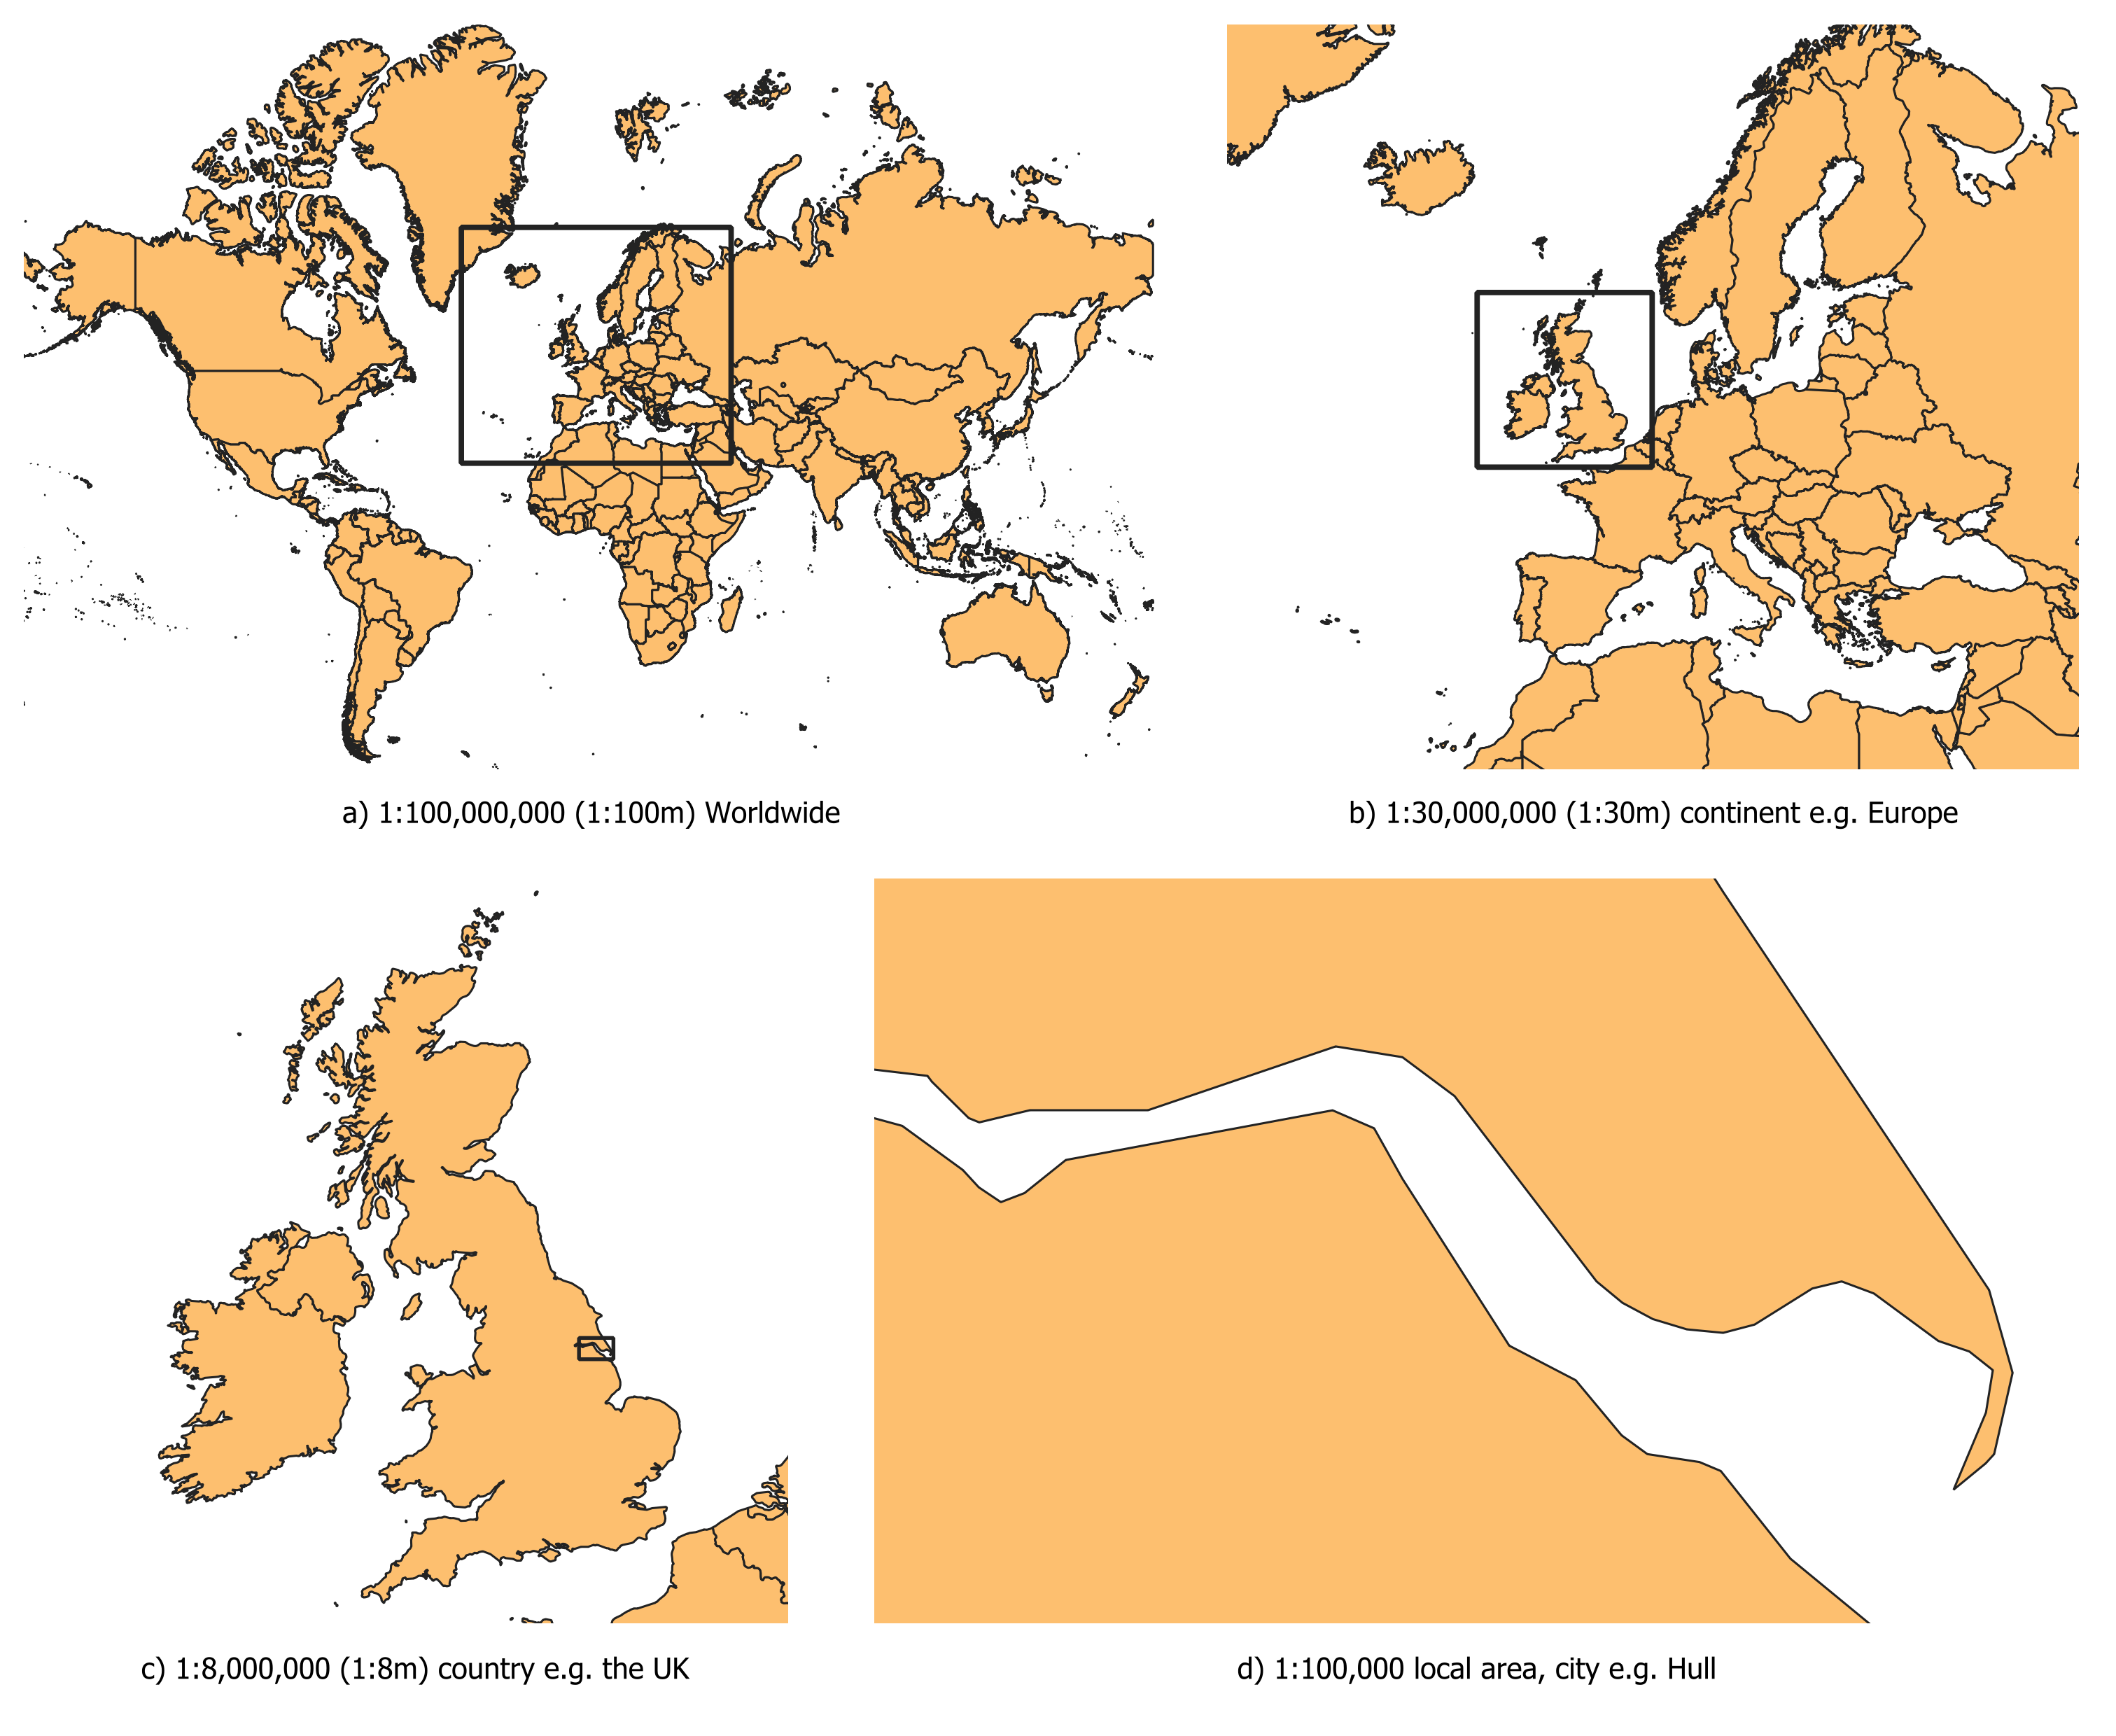 a) 1:100,000,000 (1:100m) Worldwide
b) 1:30,000,000 (1:30m) continent e.g. Europe
c) 1:8,000,000 (1:8m) country e.g. the UK
d) 1:100,000 local area, city e.g. Hull